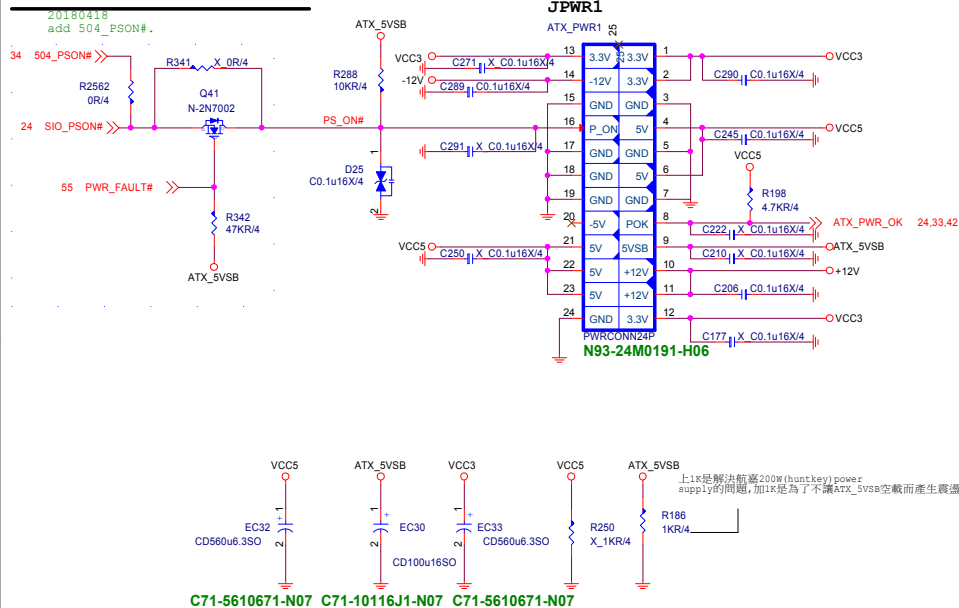 JPWR1
20180418
add 504_PSON#.
34 504_PSON#
R341 X_0R/4
R2562
0R/4
Q41
N-2N7002
24 SIO_PSON#
55 PWR_FAULT#
R342
47KR/4
ATX_5VSB
ATX_5VSB
R288
10KR/4
PS_ON#
D25
C0.1u16X/4
1
2
ATX_PWR1
25
VCC3
C271 X_C0.1u16X/4
-12V
C289 C0.1u16X/4
C291 X_C0.1u16X/4
VCC5
C250 X_C0.1u16X/4
13 3.3V 25 3.3V 1
14 -12V 3.3V 2
15 GND GND 3
16 P_ON 5V 4
17 GND GND 5
18 GND 5V 6
19 GND GND 7
20 -5V POK 8
21 5V 5VSB 9
22 5V +12V 10
23 5V +12V 11
24 GND 3.3V 12
PWRCONN24P
N93-24M0191-H06
VCC3
C290 C0.1u16X/4
VCC5
C245 C0.1u16X/4
VCC5
R198
4.7KR/4
ATX_PWR_OK 24,33,42
C222 X_C0.1u16X/4
ATX_5VSB
C210 X_C0.1u16X/4
+12V
C206 C0.1u16X/4
VCC3
C177 X_C0.1u16X/4
VCC5
1
+
EC32
CD560u6.3SO
2
ATX_5VSB
1
+
EC30
CD100u16SO
2
VCC3
1
+
EC33
CD560u6.3SO
2
VCC5
R250
X_1KR/4
ATX_5VSB
R186
1KR/4
上1K是解決航嘉200W(huntkey)power
supply的問題,加1K是為了不讓ATX_5VSB空載而產生震盪
C71-5610671-N07 C71-10116J1-N07 C71-5610671-N07